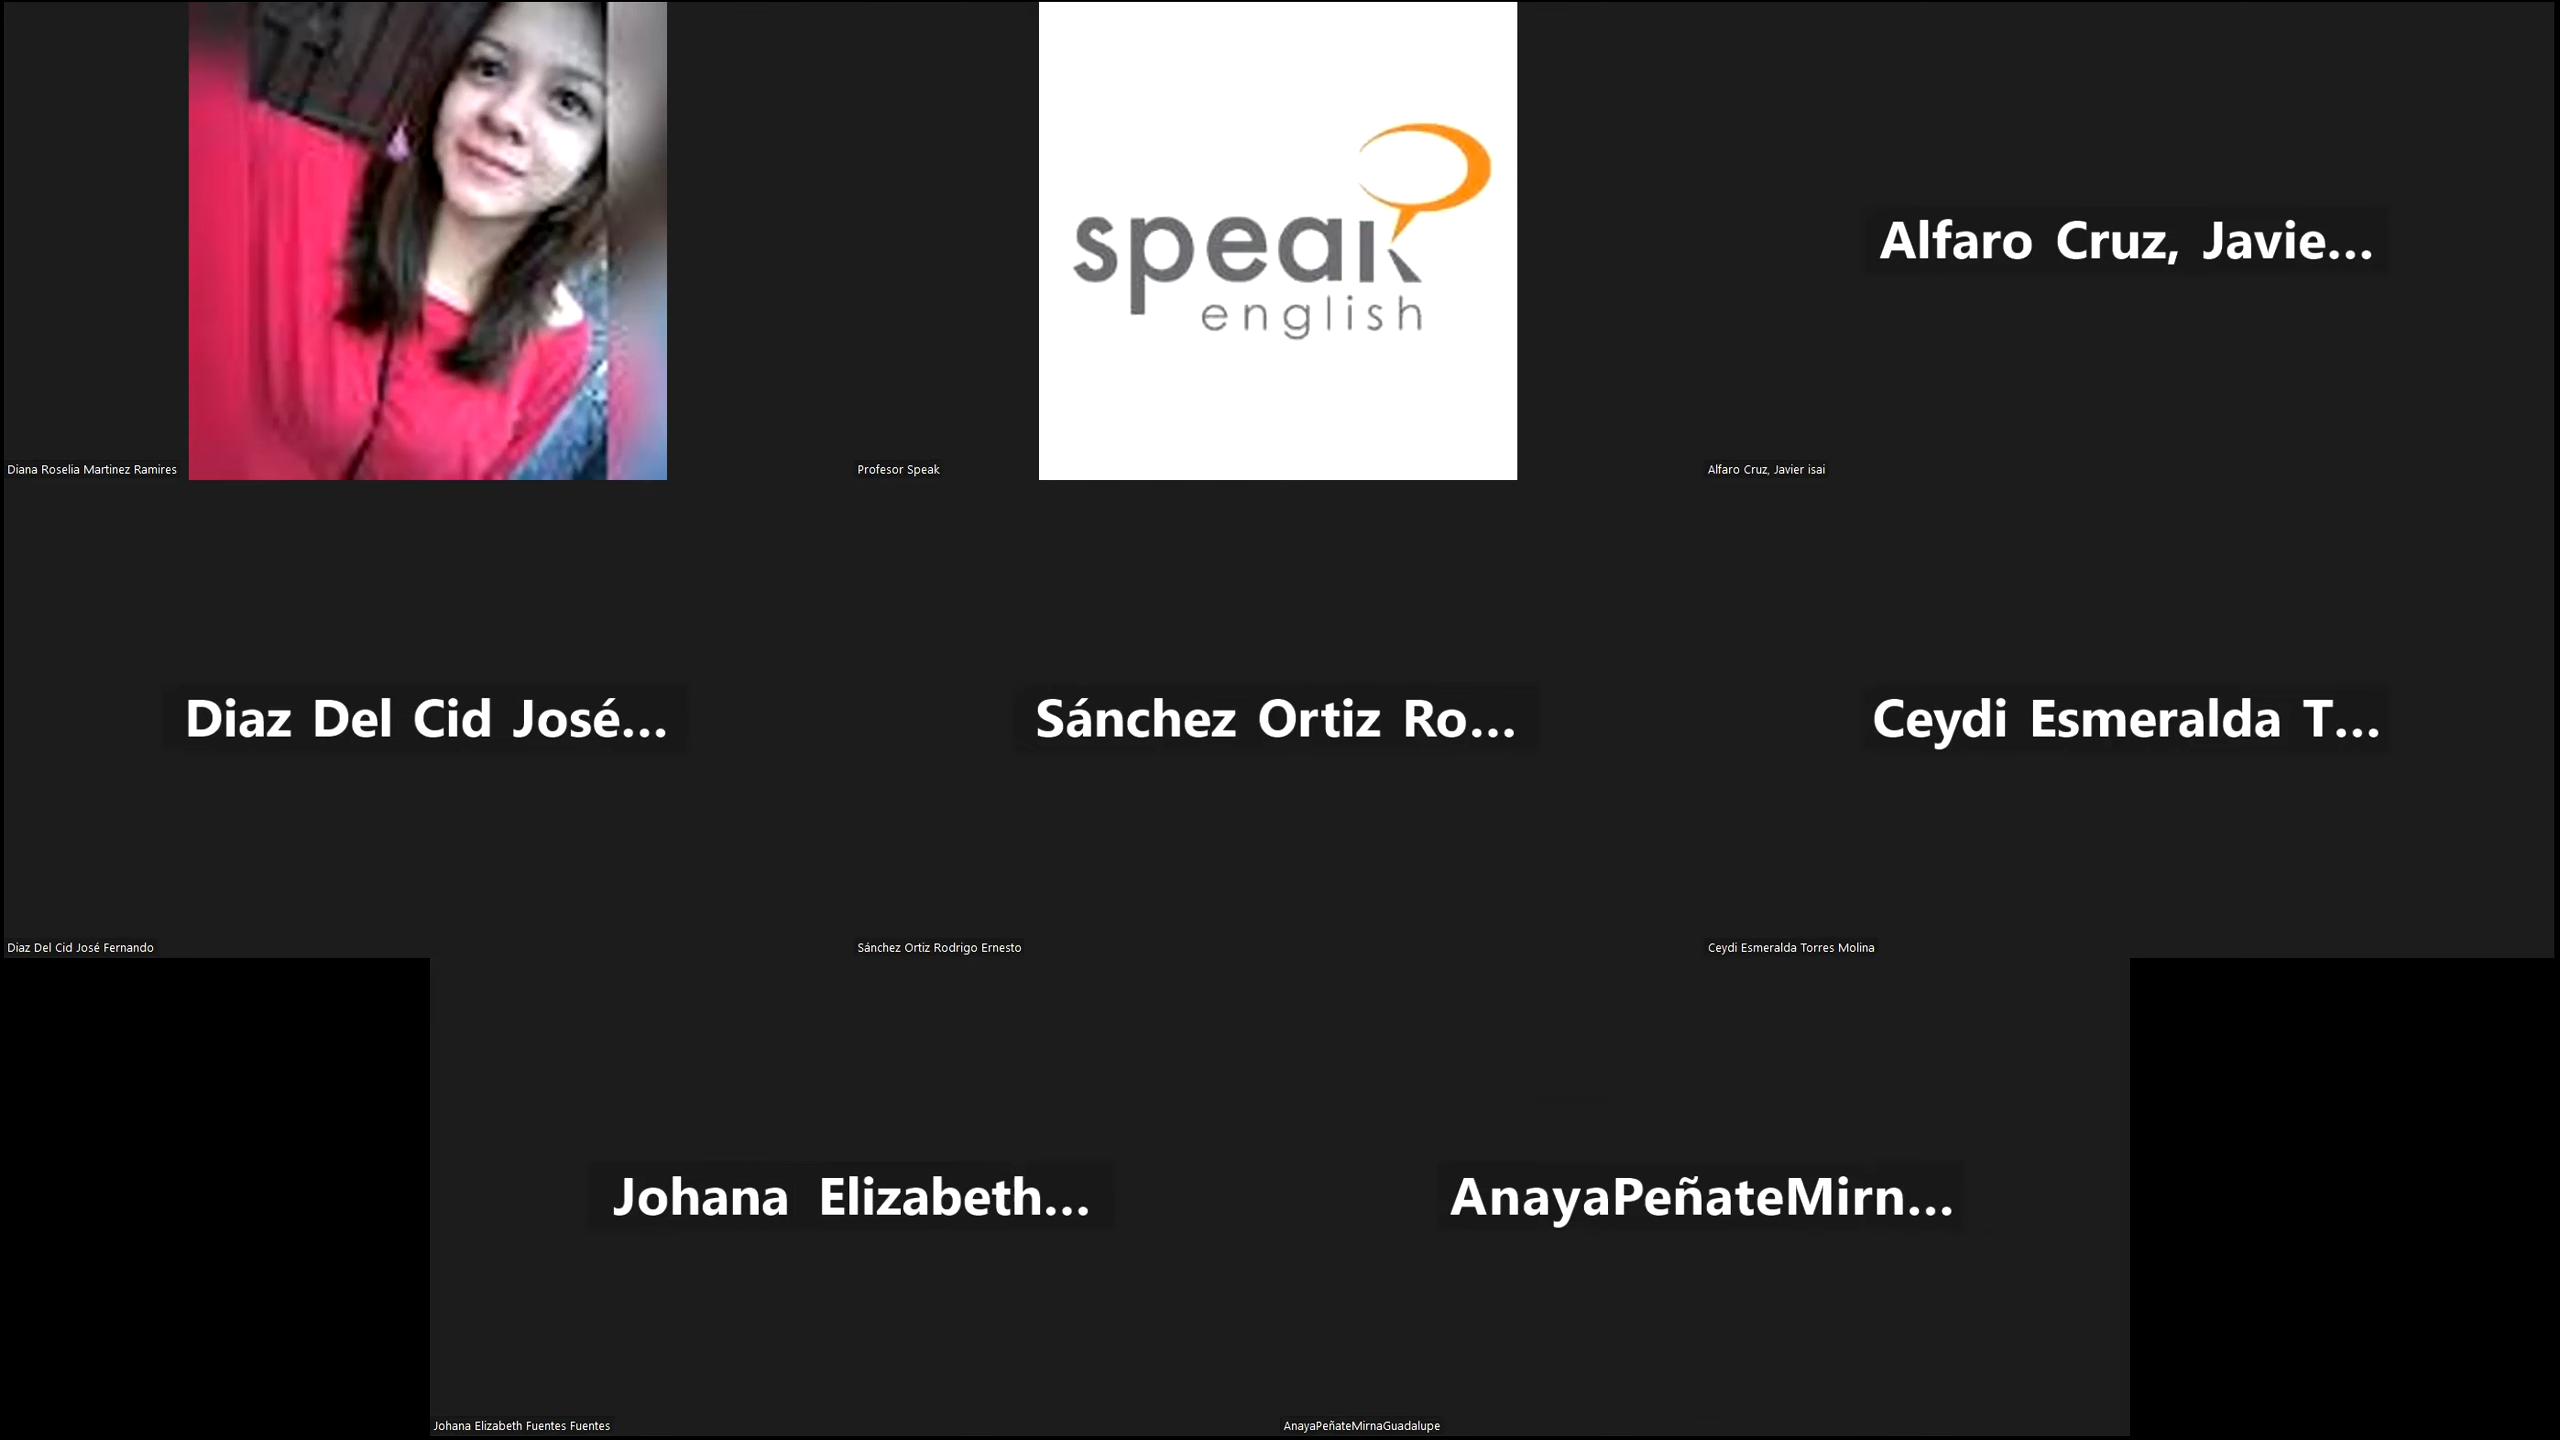 speak
english
Alfaro Cruz, Javie...
Diana Roselia Martinez Ramires
Profesor Speak
Alfaro Cruz, Javier isai
Diaz Del Cid José...
Sánchez Ortiz Ro...
Ceydi Esmeralda T...
Diaz Del Cid José Fernando
Sánchez Ortiz Rodrigo Ernesto
Ceydi Esmeralda Torres Molina
Johana Elizabeth...
AnayaPeñateMirn...
Johana Elizabeth Fuentes Fuentes
AnayaPeñateMirnaGuadalupe